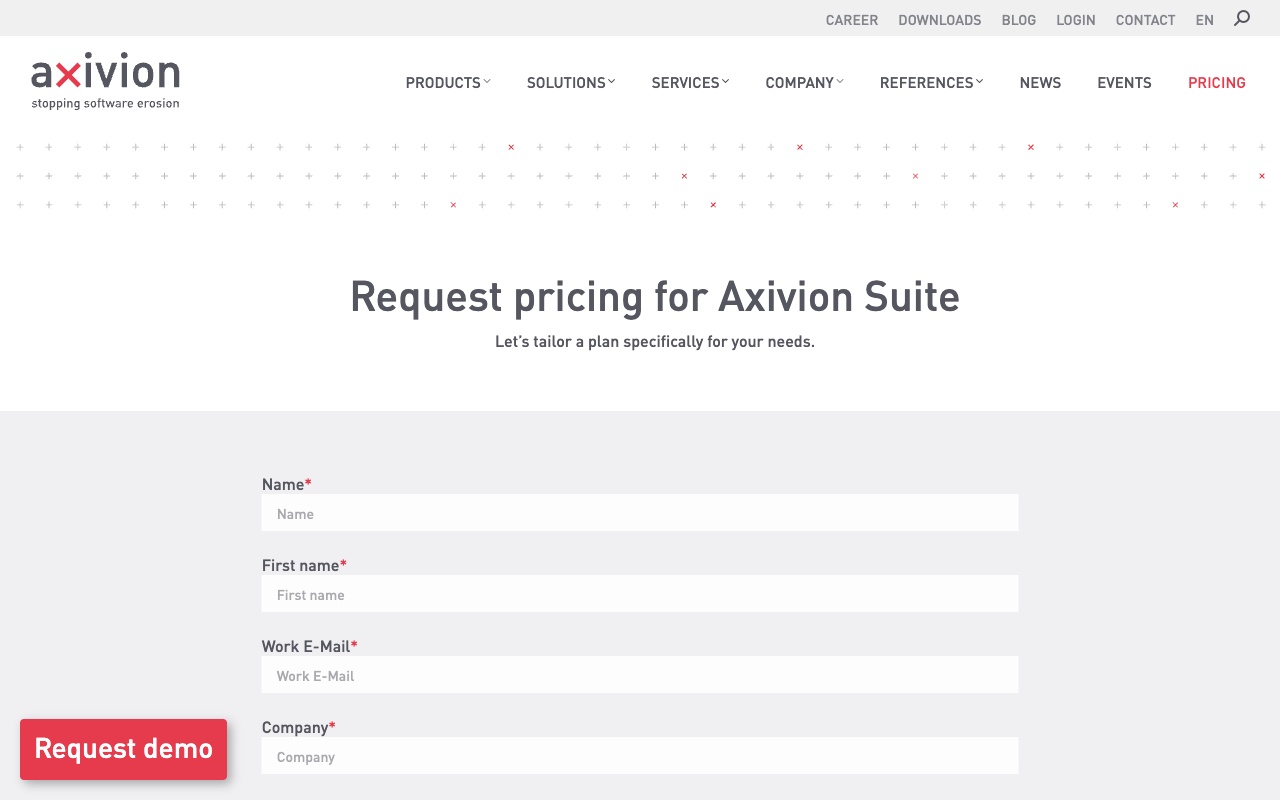 CAREER DOWNLOADS BLOG LOGIN CONTACT EN
axivion
stopping software erosion
PRODUCTS SOLUTIONS SERVICES COMPANY REFERENCES NEWS EVENTS PRICING
Request pricing for Axivion Suite
Let's tailor a plan specifically for your needs.
Name*
Name
First name*
First name
Work E-Mail*
Work E-Mail
Company*
Company
Request demo